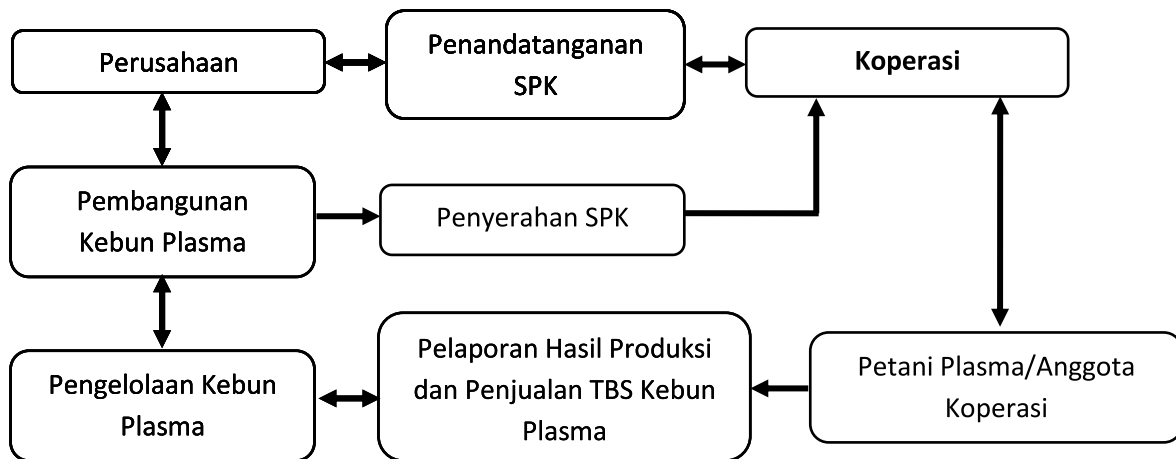 Perusahaan
Penandatanganan
SPK
Koperasi
Pembangunan
Kebun Plasma
Penyerahan SPK
Pengelolaan Kebun
Plasma
Pelaporan Hasil Produksi
dan Penjualan TBS Kebun
Plasma
Petani Plasma/Anggota
Koperasi